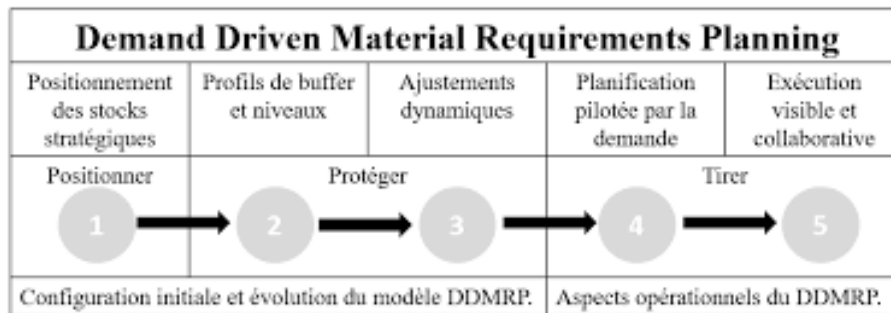 Demand Driven Material Requirements Planning
Positionnement
des stocks
stratégiques
Profils de buffer
et niveaux
Ajustements
dynamiques
Planification
pilotée par la
demande
Exécution
visible et
collaborative
Positionner
Protéger
Tirer
1
2
3
4
5
Configuration initiale et évolution du modèle DDMRP.
Aspects opérationnels du DDMRP.